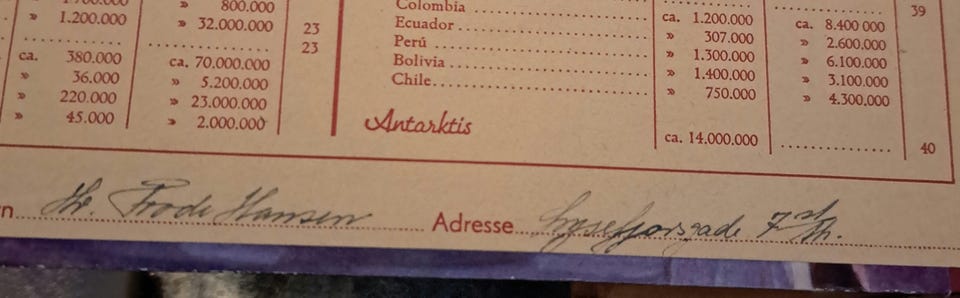 » 800.000
» 1.200.000 » 32.000.000 23
23
ca. 380.000 ca. 70.000.000
» 36.000 » 5.200.000
» 220.000 » 23.000.000
» 45.000 » 2.000.000
Colombia ca. 1.200.000 ca. 8.400 000 39
Ecuador » 307.000 » 2.600.000
Perú » 1.300.000 » 6.100.000
Bolivia » 1.400.000 » 3.100.000
Chile » 750.000 » 4.300.000
Antarktis ca. 14.000.000 40
n Hr. Frode Hansen Adresse Lysefjorsgade 7 st th.